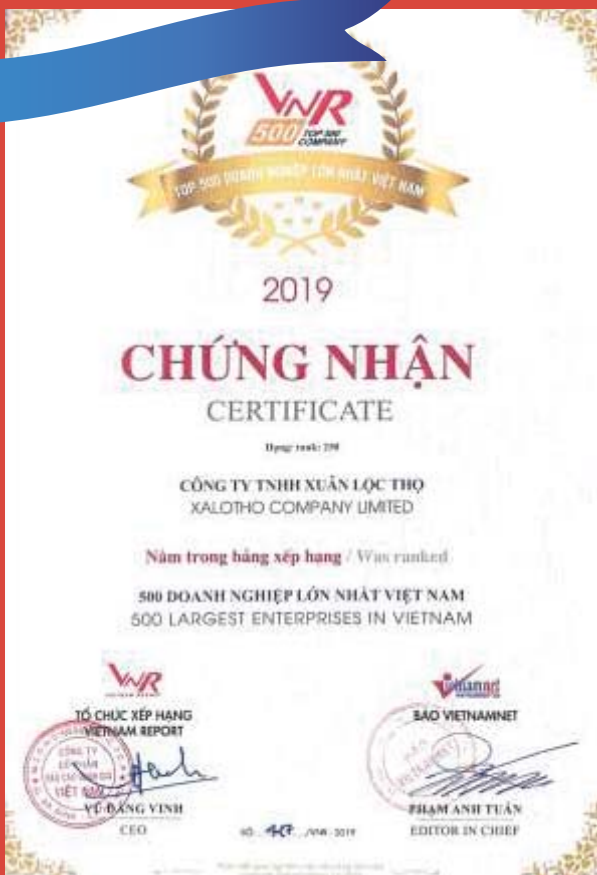 VNR
500 TOP 500
COMPANY
TOP 500 DOANH NGHIỆP LỚN NHẤT VIỆT NAM
2019
CHỨNG NHẬN
CERTIFICATE
CÔNG TY TNHH XUÂN LỘC THỌ
XALOTHO COMPANY LIMITED
Nằm trong bảng xếp hạng / Was ranked
500 DOANH NGHIỆP LỚN NHẤT VIỆT NAM
500 LARGEST ENTERPRISES IN VIETNAM
VNR
TỔ CHỨC XẾP HẠNG
VIETNAM REPORT
VŨ ĐĂNG VINH
CEO
vietnamnet
BÁO VIETNAMNET
PHẠM ANH TUẤN
EDITOR IN CHIEF